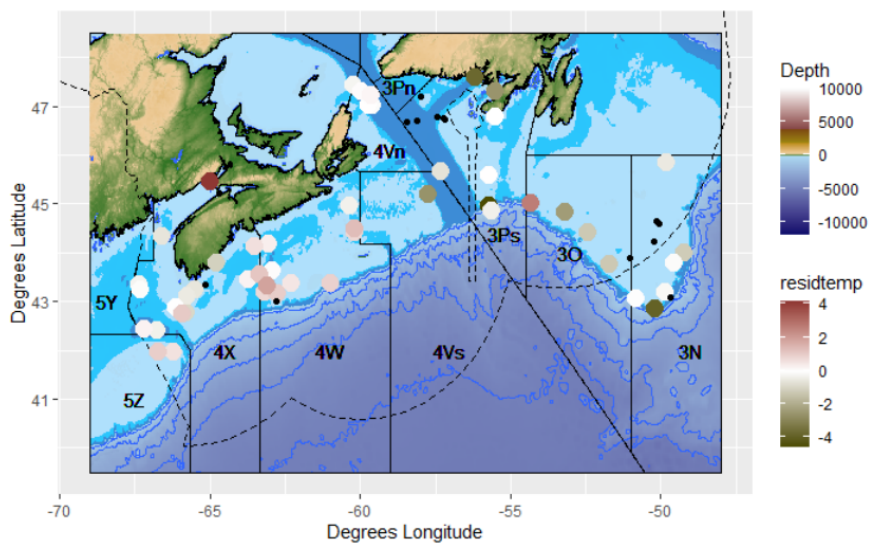 Depth
10000
5000
0
-5000
-10000
residtemp
4
2
0
-2
-4
47
45
43
41
Degrees Latitude
3Pn
4Vn
3Ps
3O
5Y
4X
4W
4Vs
3N
5Z
-70
-65
-60
-55
-50
Degrees Longitude